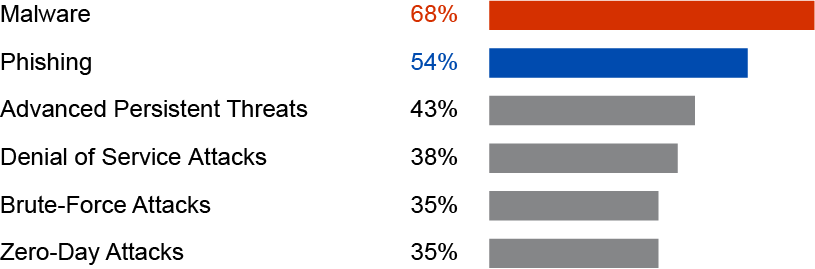 Malware 68%
Phishing 54%
Advanced Persistent Threats 43%
Denial of Service Attacks 38%
Brute-Force Attacks 35%
Zero-Day Attacks 35%